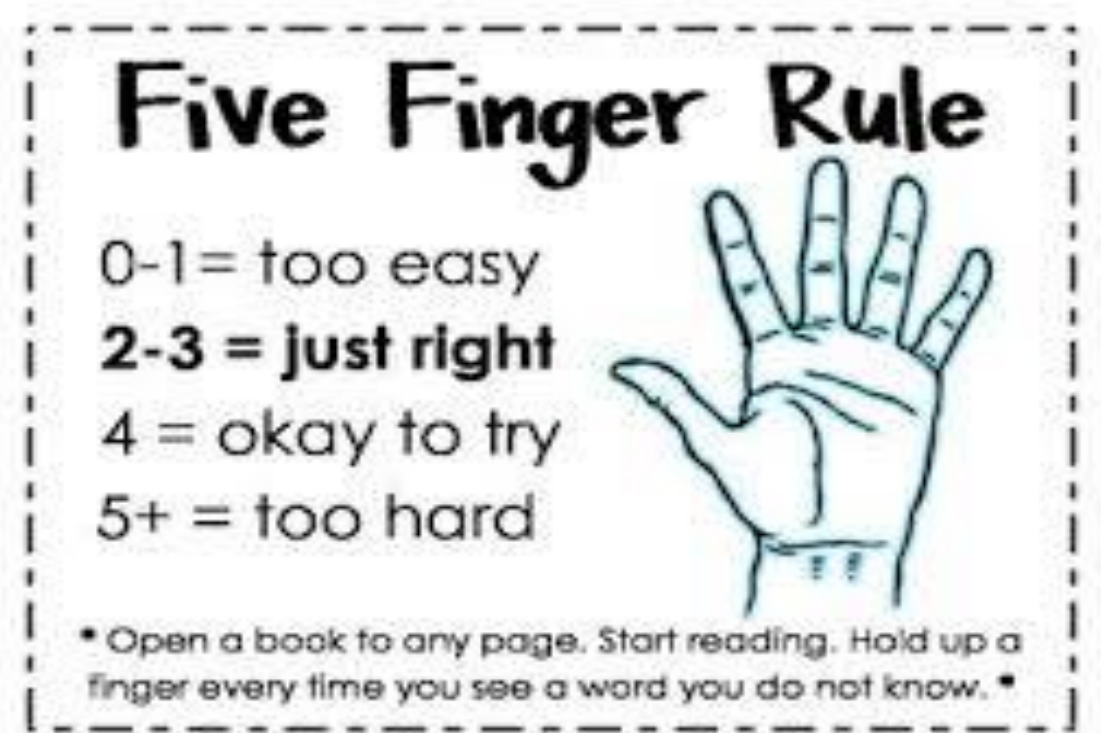 Five Finger Rule
0-1= too easy
2-3 = just right
4 = okay to try
5+ = too hard
* Open a book to any page. Start reading. Hold up a
finger every time you see a word you do not know. *